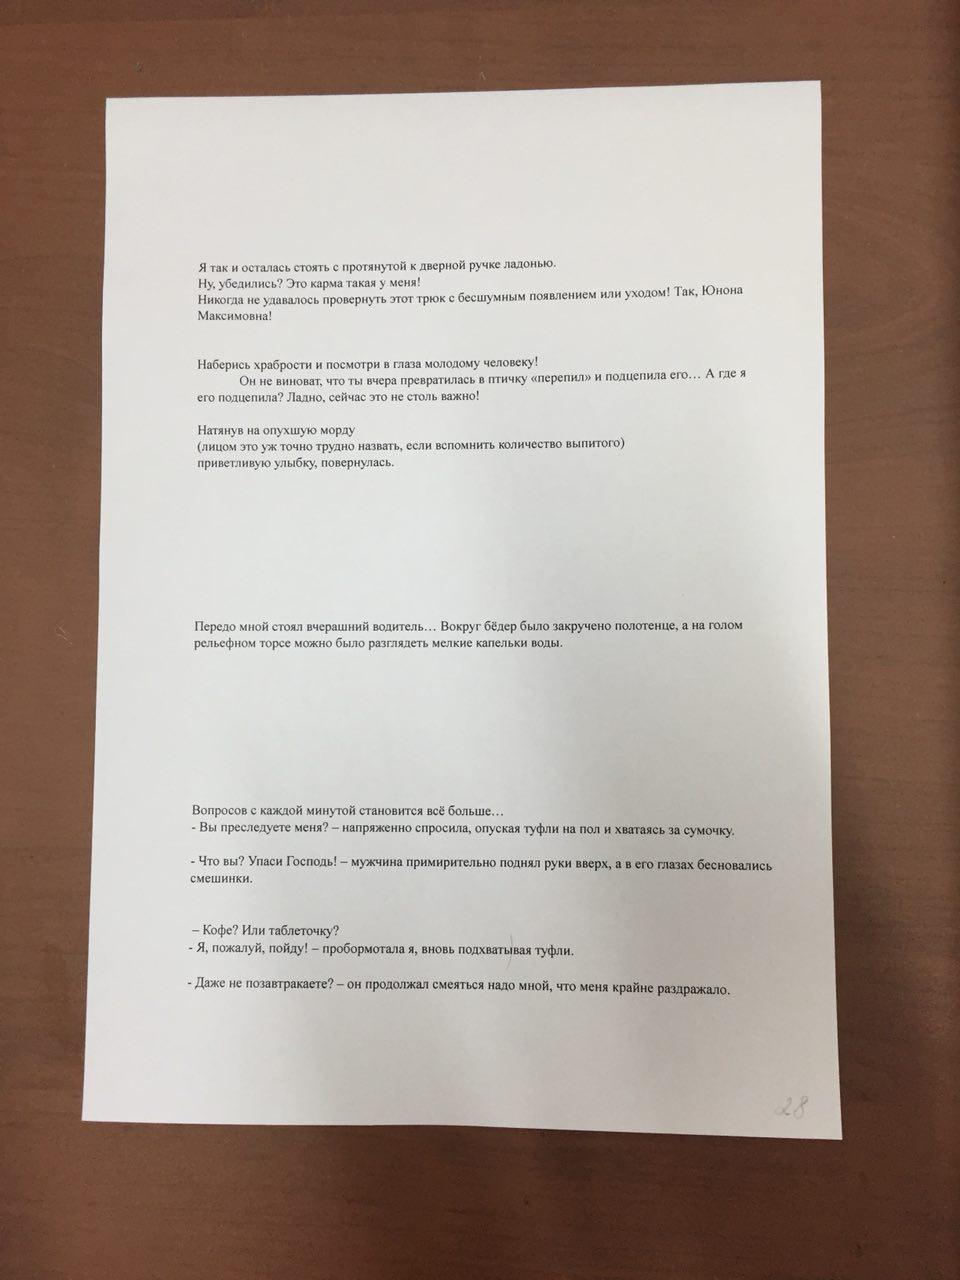 Я так и осталась стоять с протянутой к дверной ручке ладонью.
Ну, убедились? Это карма такая у меня!
Никогда не удавалось провернуть этот трюк с бесшумным появлением или уходом! Так, Юнона
Максимовна!
Наберись храбрости и посмотри в глаза молодому человеку!
Он не виноват, что ты вчера превратилась в птичку «перепил» и подцепила его… А где я
его подцепила? Ладно, сейчас это не столь важно!
Натянув на опухшую морду
(лицом это уж точно трудно назвать, если вспомнить количество выпитого)
приветливую улыбку, повернулась.
Передо мной стоял вчерашний водитель… Вокруг бёдер было закручено полотенце, а на голом
рельефном торсе можно было разглядеть мелкие капельки воды.
Вопросов с каждой минутой становится всё больше…
- Вы преследуете меня? – напряженно спросила, опуская туфли на пол и хватаясь за сумочку.
- Что вы? Упаси Господь! – мужчина примирительно поднял руки вверх, а в его глазах бесновались
смешинки.
– Кофе? Или таблеточку?
- Я, пожалуй, пойду! – пробормотала я, вновь подхватывая туфли.
- Даже не позавтракаете? – он продолжал смеяться надо мной, что меня крайне раздражало.
28